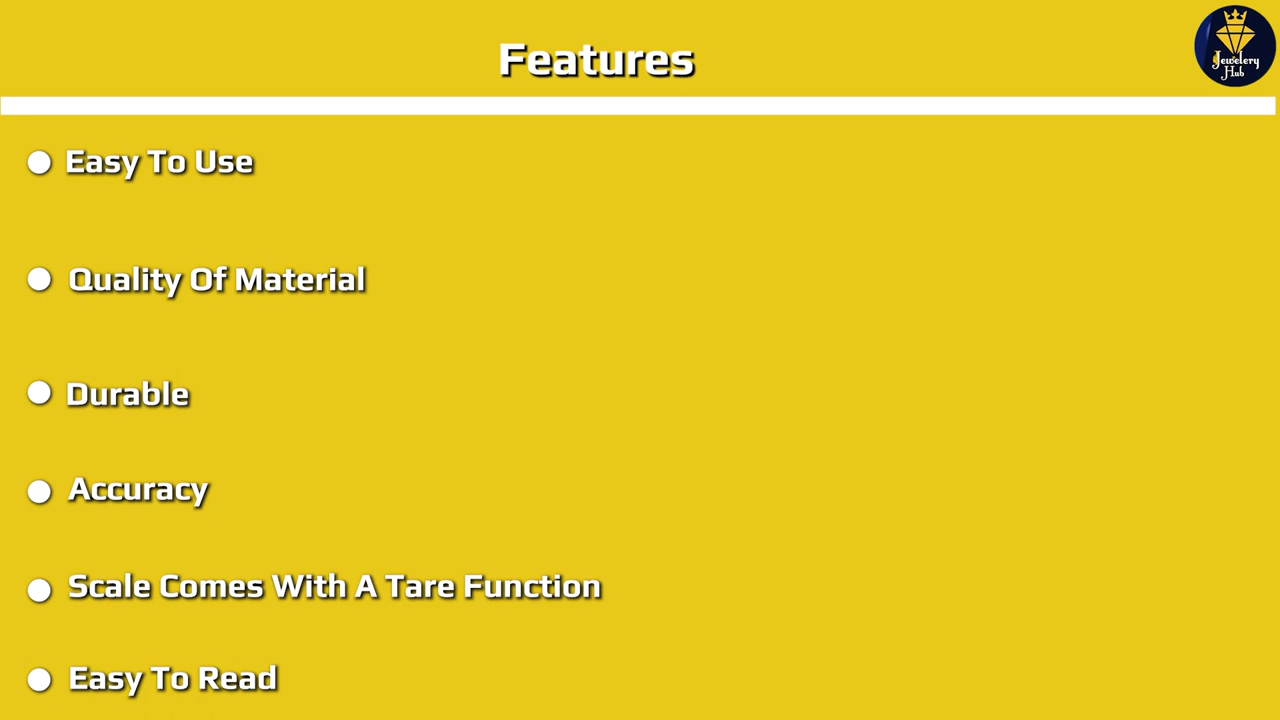 Features
Jewelery
Hub
Easy To Use
Quality Of Material
Durable
Accuracy
Scale Comes With A Tare Function
Easy To Read